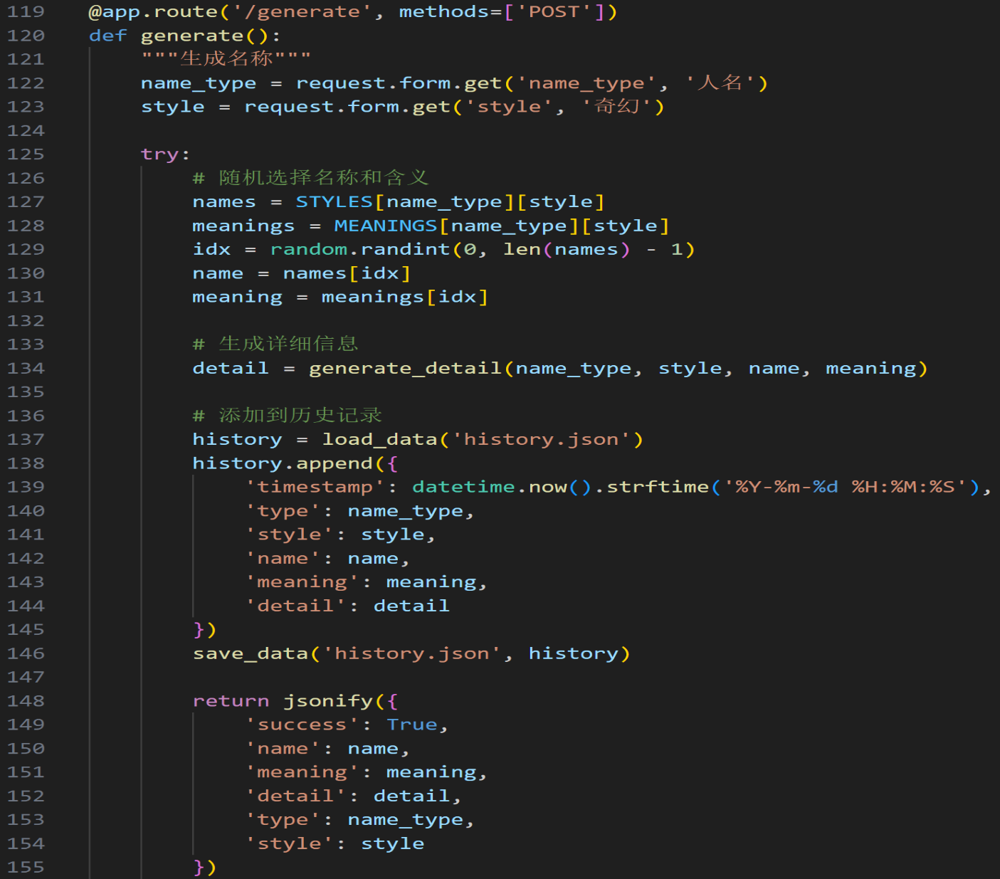 119 @app.route('/generate', methods=['POST'])
120 def generate():
121     """生成名称"""
122     name_type = request.form.get('name_type', '人名')
123     style = request.form.get('style', '奇幻')
124
125     try:
126         # 随机选择名称和含义
127         names = STYLES[name_type][style]
128         meanings = MEANINGS[name_type][style]
129         idx = random.randint(0, len(names) - 1)
130         name = names[idx]
131         meaning = meanings[idx]
132
133         # 生成详细信息
134         detail = generate_detail(name_type, style, name, meaning)
135
136         # 添加到历史记录
137         history = load_data('history.json')
138         history.append({
139             'timestamp': datetime.now().strftime('%Y-%m-%d %H:%M:%S'),
140             'type': name_type,
141             'style': style,
142             'name': name,
143             'meaning': meaning,
144             'detail': detail
145         })
146         save_data('history.json', history)
147
148         return jsonify({
149             'success': True,
150             'name': name,
151             'meaning': meaning,
152             'detail': detail,
153             'type': name_type,
154             'style': style
155         })